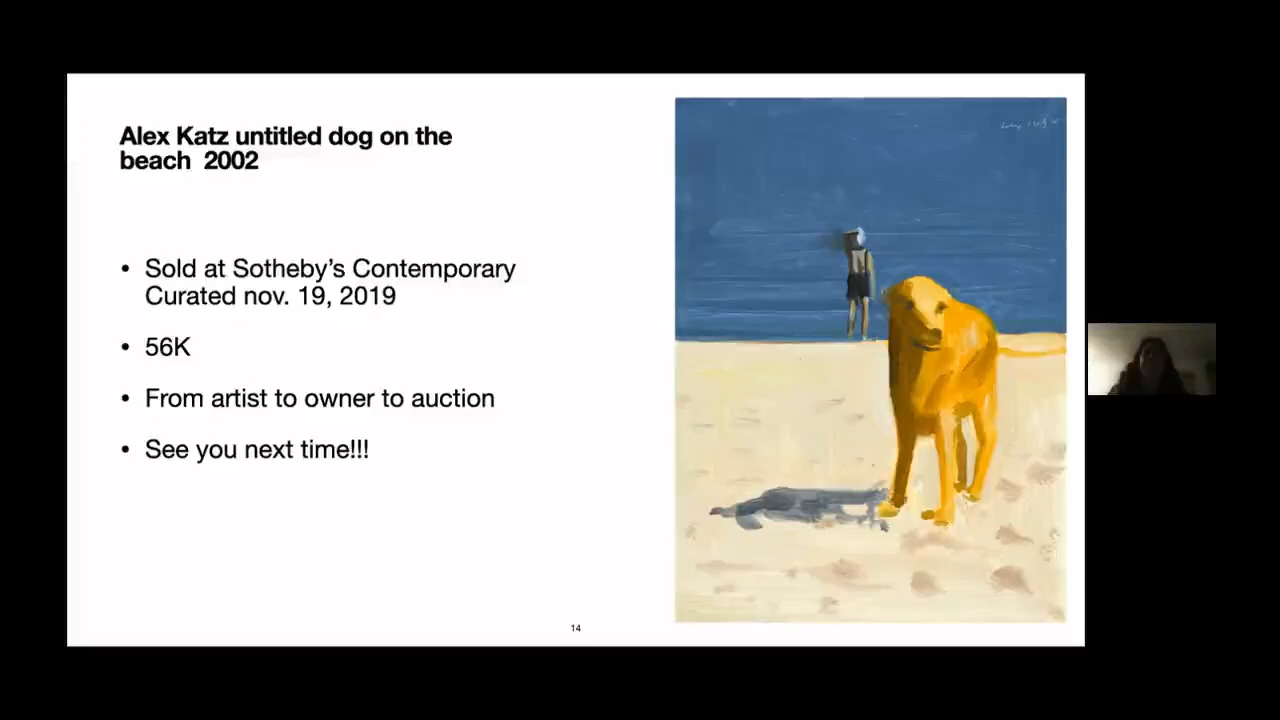 Alex Katz untitled dog on the
beach  2002
• Sold at Sotheby’s Contemporary
Curated nov. 19, 2019
• 56K
• From artist to owner to auction
• See you next time!!!
14